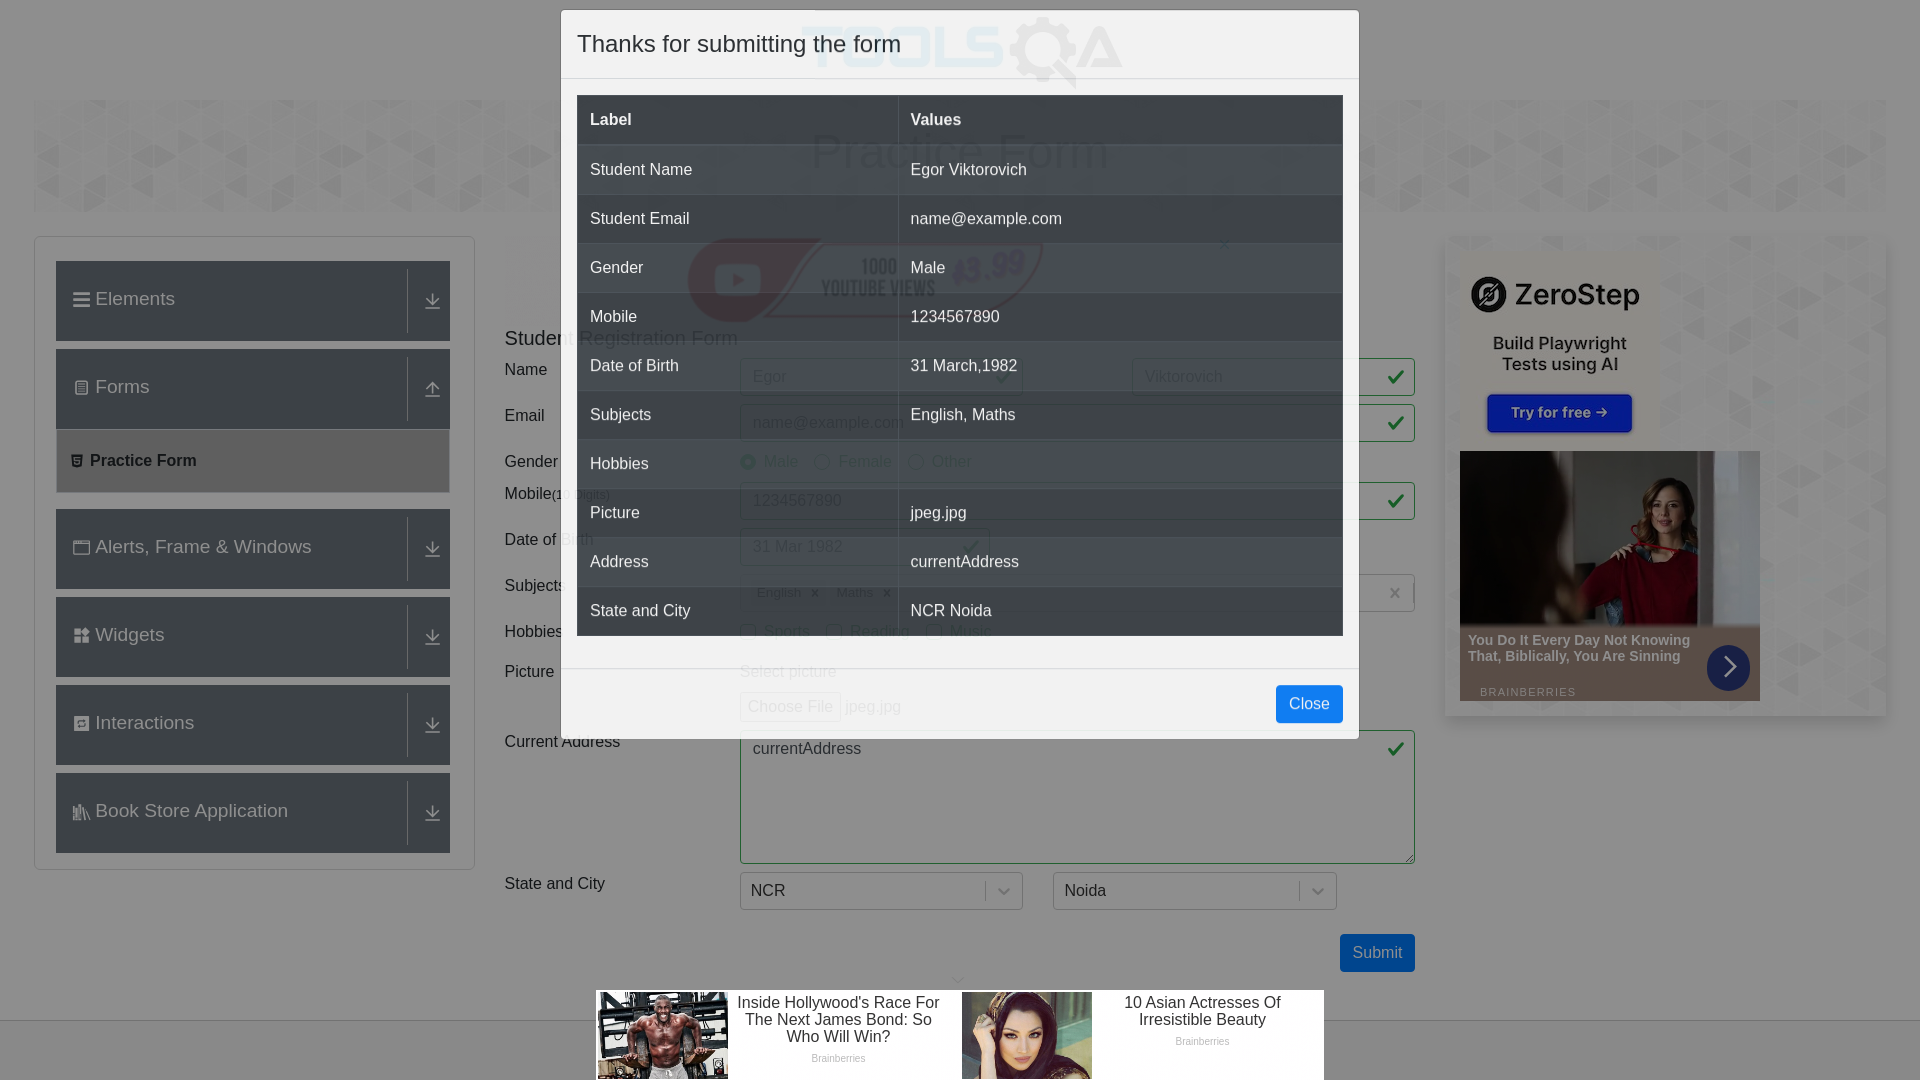 Thanks for submitting the form
TOOLSQA
Label Values
Practice Form
Student Name Egor Viktorovich
Student Email name@example.com
Gender Male
Mobile 1234567890
Date of Birth 31 March,1982
Subjects English, Maths
Hobbies
Picture jpeg.jpg
Address currentAddress
State and City NCR Noida
Close
Elements
Forms
Practice Form
Alerts, Frame & Windows
Widgets
Interactions
Book Store Application
1000 YOUTUBE VIEWS $3.99
Student Registration Form
Name Egor Viktorovich
Email name@example.com
Gender Male Female Other
Mobile(10 Digits) 1234567890
Date of Birth 31 Mar 1982
Subjects English Maths
Hobbies Sports Reading Music
Picture Select picture
Choose File jpeg.jpg
Current Address currentAddress
State and City NCR Noida
Submit
ZeroStep
Build Playwright
Tests using AI
Try for free →
You Do It Every Day Not Knowing
That, Biblically, You Are Sinning
BRAINBERRIES
Inside Hollywood's Race For
The Next James Bond: So
Who Will Win?
Brainberries
10 Asian Actresses Of
Irresistible Beauty
Brainberries